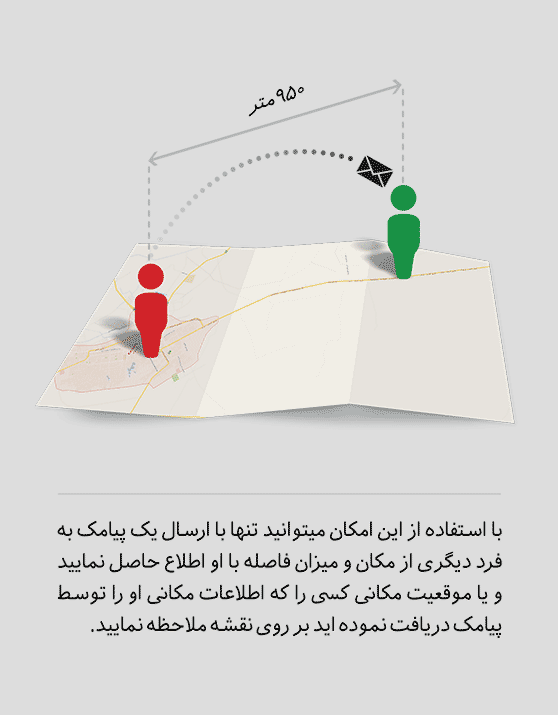 ۹۵۰متر
با استفاده از این امکان میتوانید تنها با ارسال یک پیامک به
فرد دیگری از مکان و میزان فاصله با او اطلاع حاصل نمایید
و یا موقعیت مکانی کسی را که اطلاعات مکانی او را توسط
پیامک دریافت نموده اید بر روی نقشه ملاحظه نمایید.